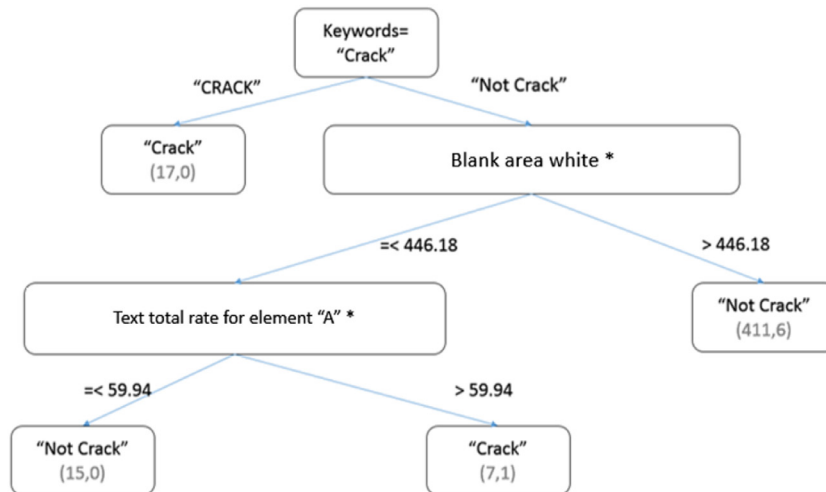 Keywords=
“Crack”
“CRACK”
“Not Crack”
“Crack”
(17,0)
Blank area white *
=< 446.18
> 446.18
Text total rate for element “A” *
“Not Crack”
(411,6)
=< 59.94
> 59.94
“Not Crack”
(15,0)
“Crack”
(7,1)